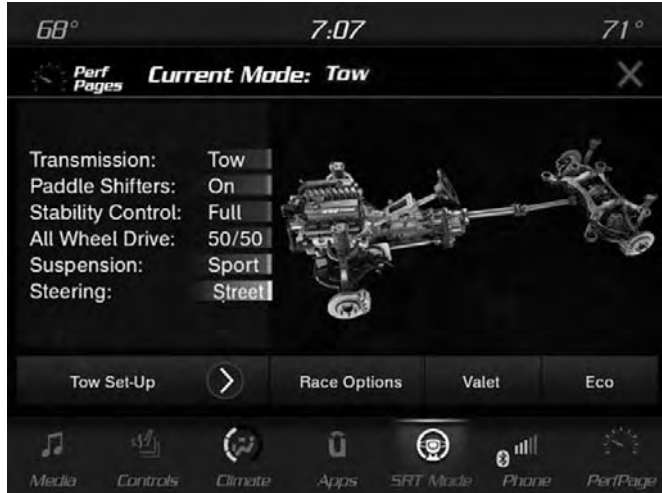 68° 7:07 71°
Perf Pages Current Mode: Tow
Transmission: Tow
Paddle Shifters: On
Stability Control: Full
All Wheel Drive: 50/50
Suspension: Sport
Steering: Street
Tow Set-Up Race Options Valet Eco
Media Controls Climate Apps SRT Mode Phone PerfPage